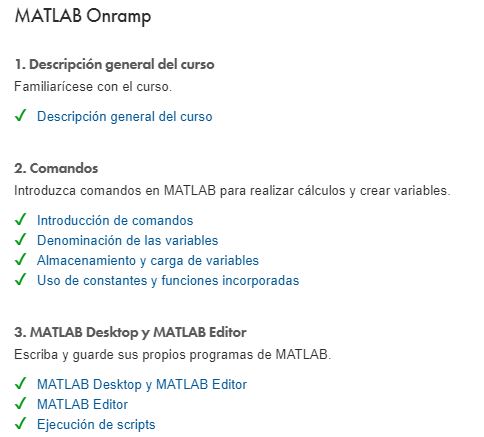 MATLAB Onramp
1. Descripción general del curso
Familiarícese con el curso.
Descripción general del curso
2. Comandos
Introduzca comandos en MATLAB para realizar cálculos y crear variables.
Introducción de comandos
Denominación de las variables
Almacenamiento y carga de variables
Uso de constantes y funciones incorporadas
3. MATLAB Desktop y MATLAB Editor
Escriba y guarde sus propios programas de MATLAB.
MATLAB Desktop y MATLAB Editor
MATLAB Editor
Ejecución de scripts